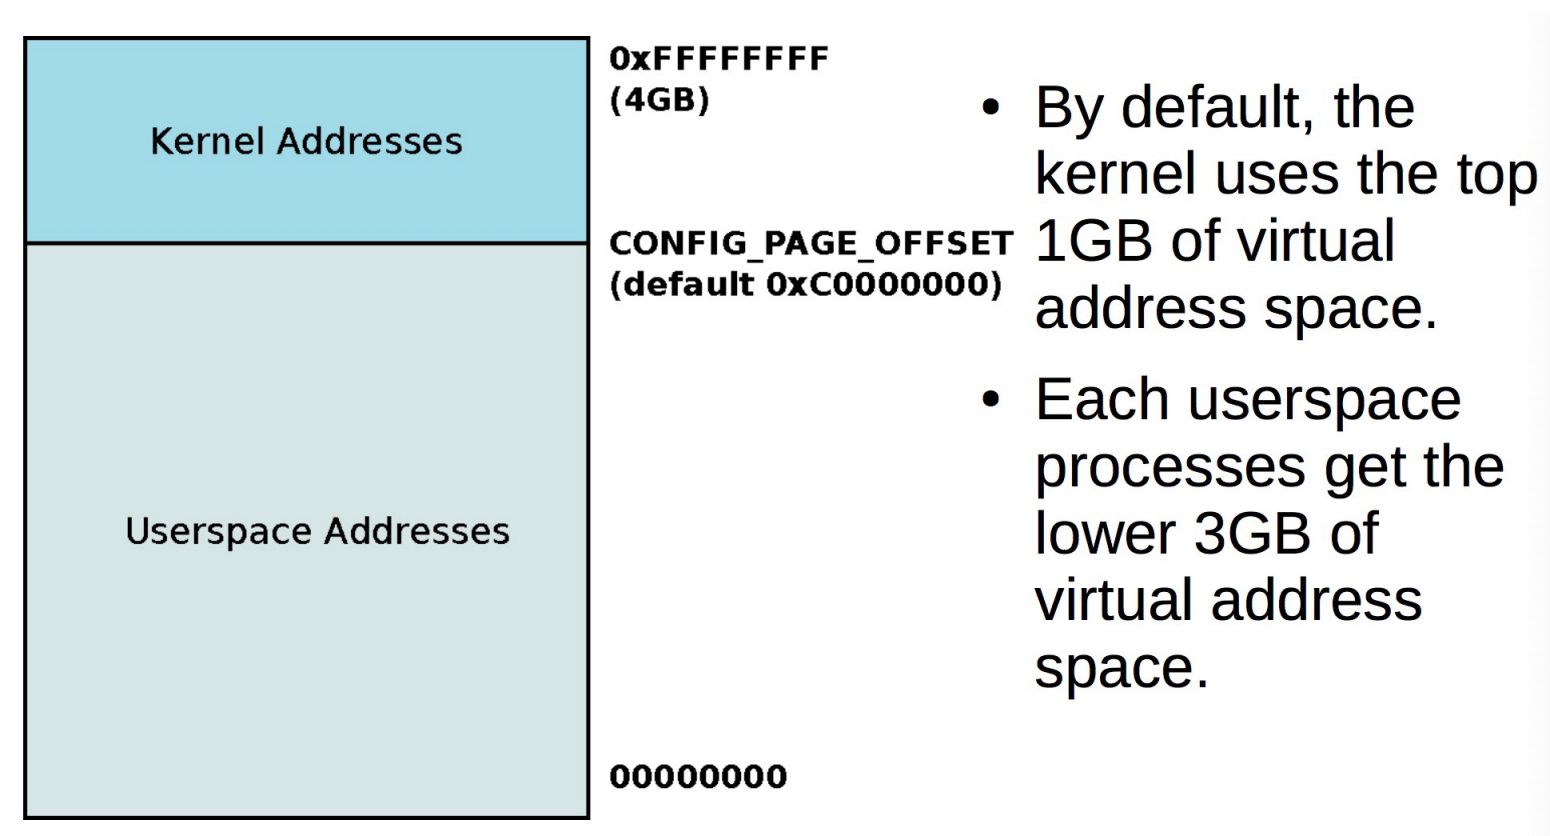 Kernel Addresses
0xFFFFFFFF
(4GB)
CONFIG_PAGE_OFFSET
(default 0xC0000000)
Userspace Addresses
00000000
• By default, the
kernel uses the top
1GB of virtual
address space.
• Each userspace
processes get the
lower 3GB of
virtual address
space.